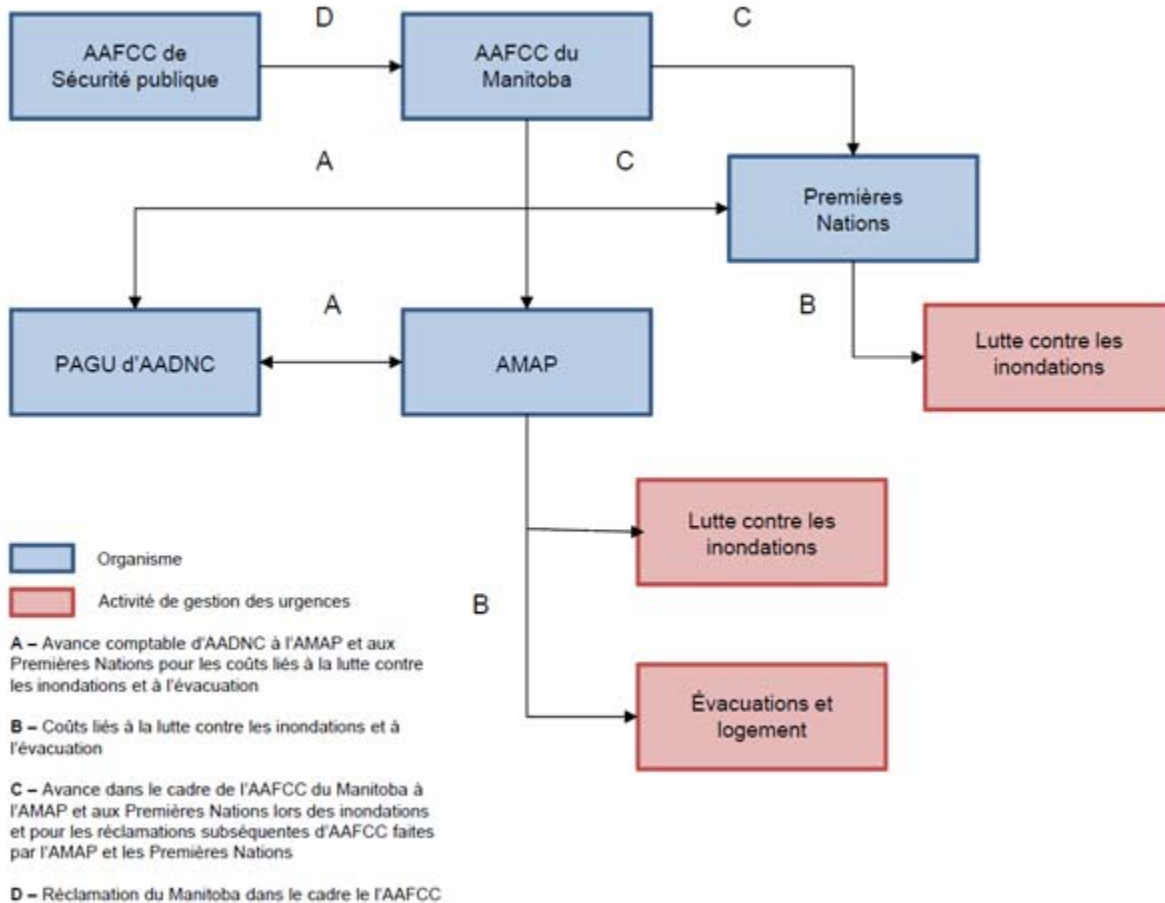 D
C
AAFCC de
Sécurité publique
AAFCC du
Manitoba
A
C
Premières
Nations
A
B
PAGU d'AADNC
AMAP
Lutte contre les
inondations
Lutte contre les
inondations
Organisme
Activité de gestion des urgences
B
A – Avance comptable d'AADNC à l'AMAP et aux
Premières Nations pour les coûts liés à la lutte contre
les inondations et à l'évacuation
Évacuations et
logement
B – Coûts liés à la lutte contre les inondations et à
l'évacuation
C – Avance dans le cadre de l'AAFCC du Manitoba à
l'AMAP et aux Premières Nations lors des inondations
et pour les réclamations subséquentes d'AAFCC faites
par l'AMAP et les Premières Nations
D – Réclamation du Manitoba dans le cadre le l'AAFCC